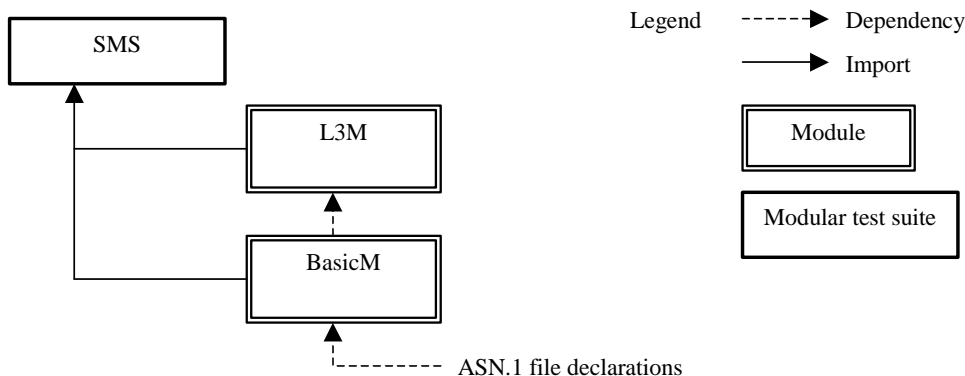 Legend
Dependency
SMS
Import
L3M
Module
Modular test suite
BasicM
ASN.1 file declarations